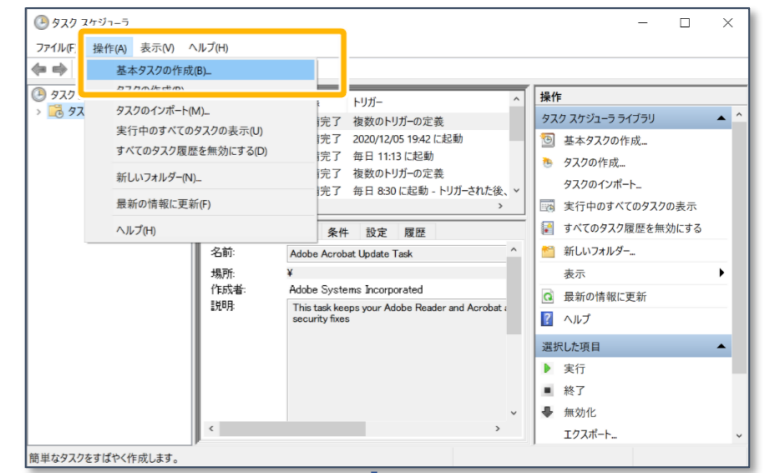 タスク スケジューラ
ファイル(F) 操作(A) 表示(V) ヘルプ(H)
基本タスクの作成(B)...
タスクのインポート(M)...
実行中のすべてのタスクの表示(U)
すべてのタスク履歴を無効にする(D)
新しいフォルダー(N)...
最新の情報に更新(F)
ヘルプ(H)
トリガー
完了 複数のトリガーの定義
完了 2020/12/05 19:42 に起動
完了 毎日 11:13 に起動
完了 複数のトリガーの定義
完了 毎日 8:30 に起動 - トリガーされた後、
条件 設定 履歴
名前: Adobe Acrobat Update Task
場所: ¥
作成者: Adobe Systems Incorporated
説明: This task keeps your Adobe Reader and Acrobat
security fixes
操作
タスク スケジューラ ライブラリ
基本タスクの作成...
タスクの作成...
タスクのインポート...
実行中のすべてのタスクの表示
すべてのタスク履歴を無効にする
新しいフォルダー...
表示
最新の情報に更新
ヘルプ
選択した項目
実行
終了
無効化
エクスポート...
簡単なタスクをすばやく作成します。